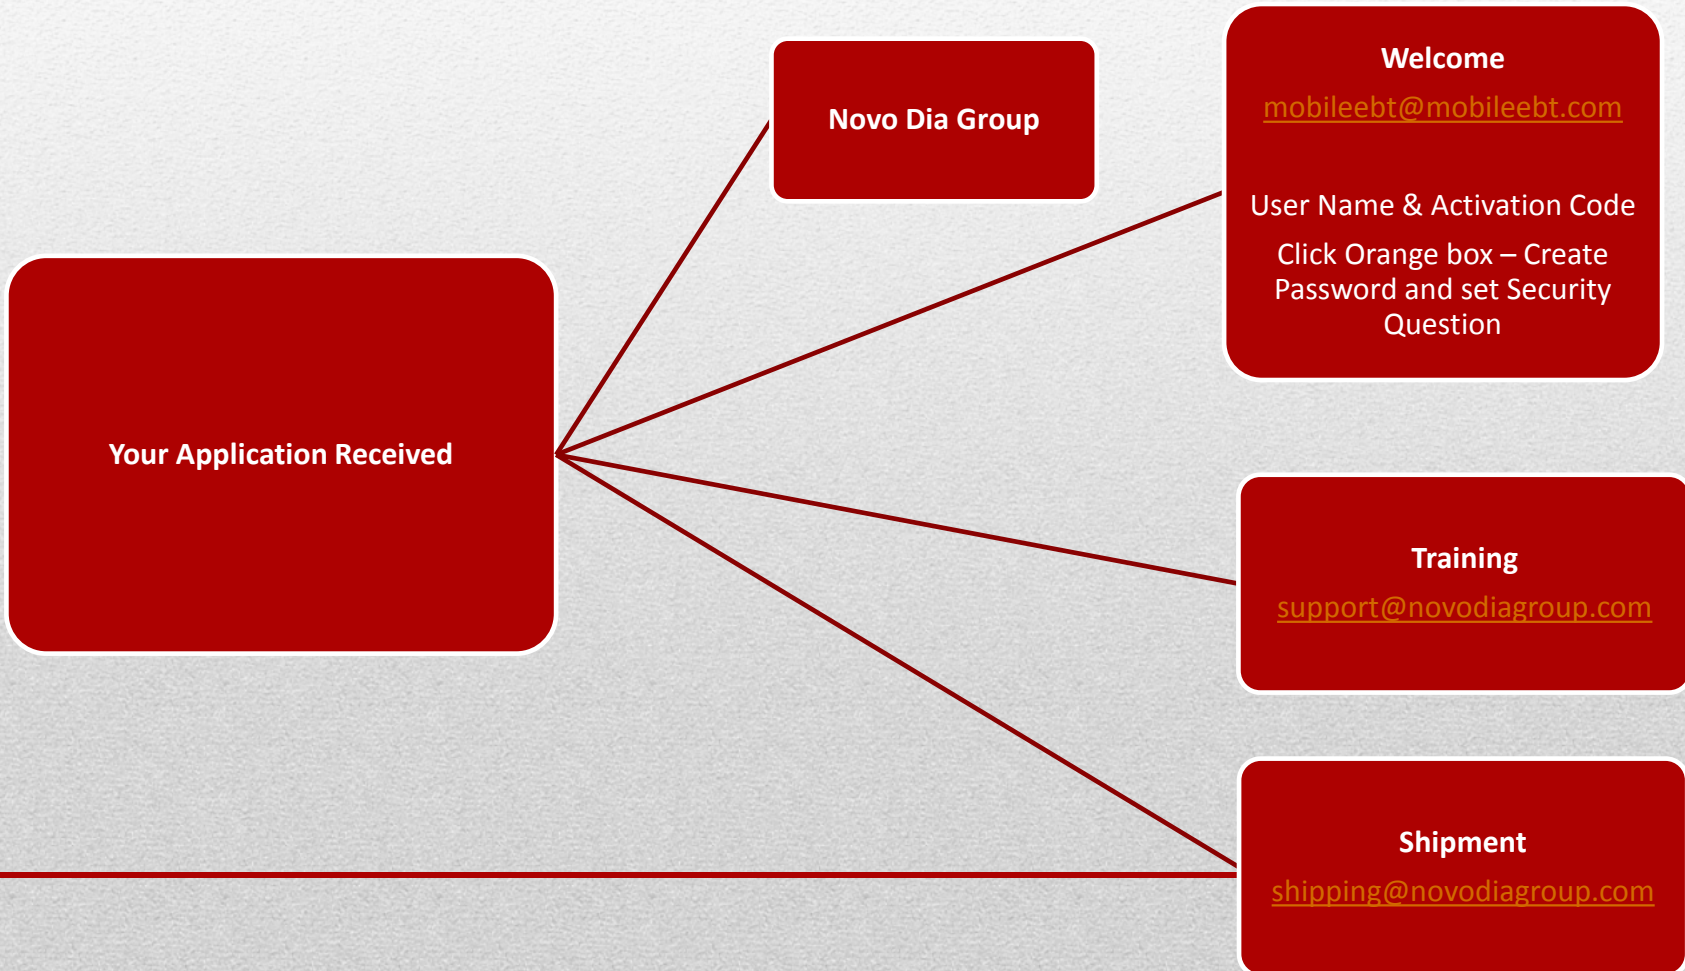 Your Application Received
Novo Dia Group
Welcome
mobileebt@mobileebt.com
User Name & Activation Code
Click Orange box – Create
Password and set Security
Question
Training
support@novodiagroup.com
Shipment
shipping@novodiagroup.com